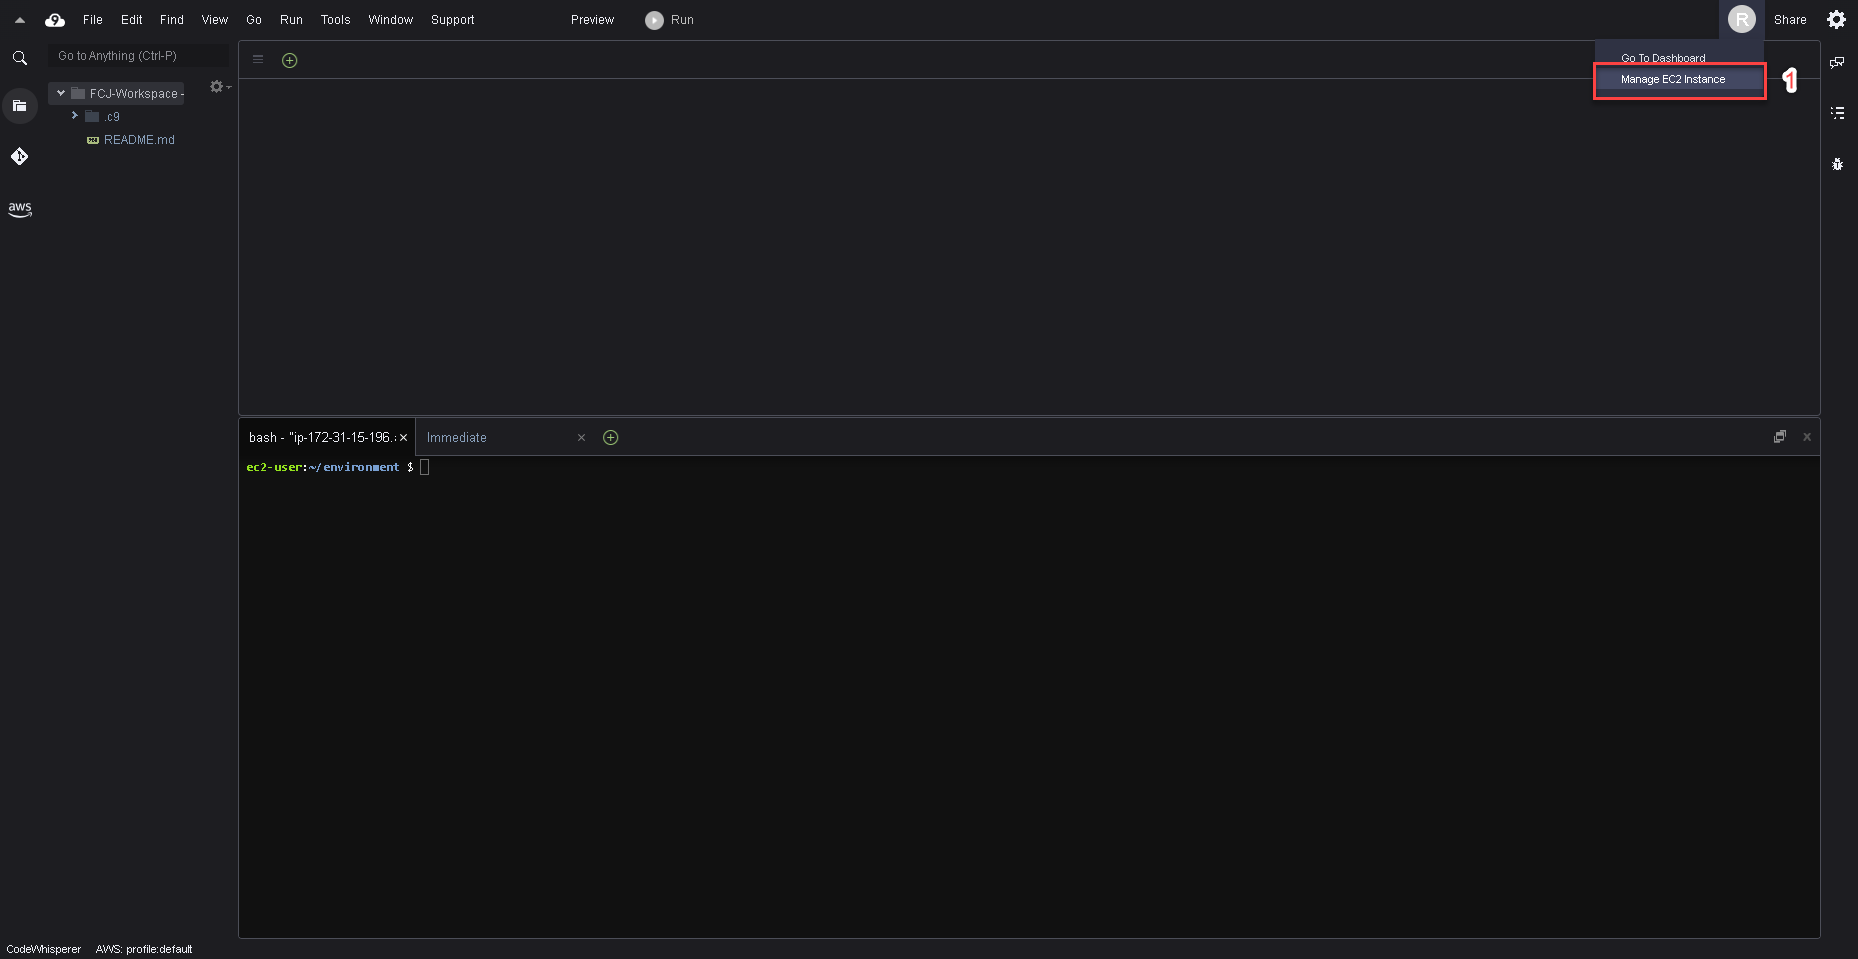 9 File Edit Find View Go Run Tools Window Support Preview Run R Share
Go to Anything (Ctrl-P)
Go To Dashboard
Manage EC2 Instance
1
FCJ-Workspace -
.c9
README.md
aws
bash - "ip-172-31-15-196.
Immediate
ec2-user:~/environment $
CodeWhisperer AWS: profile:default